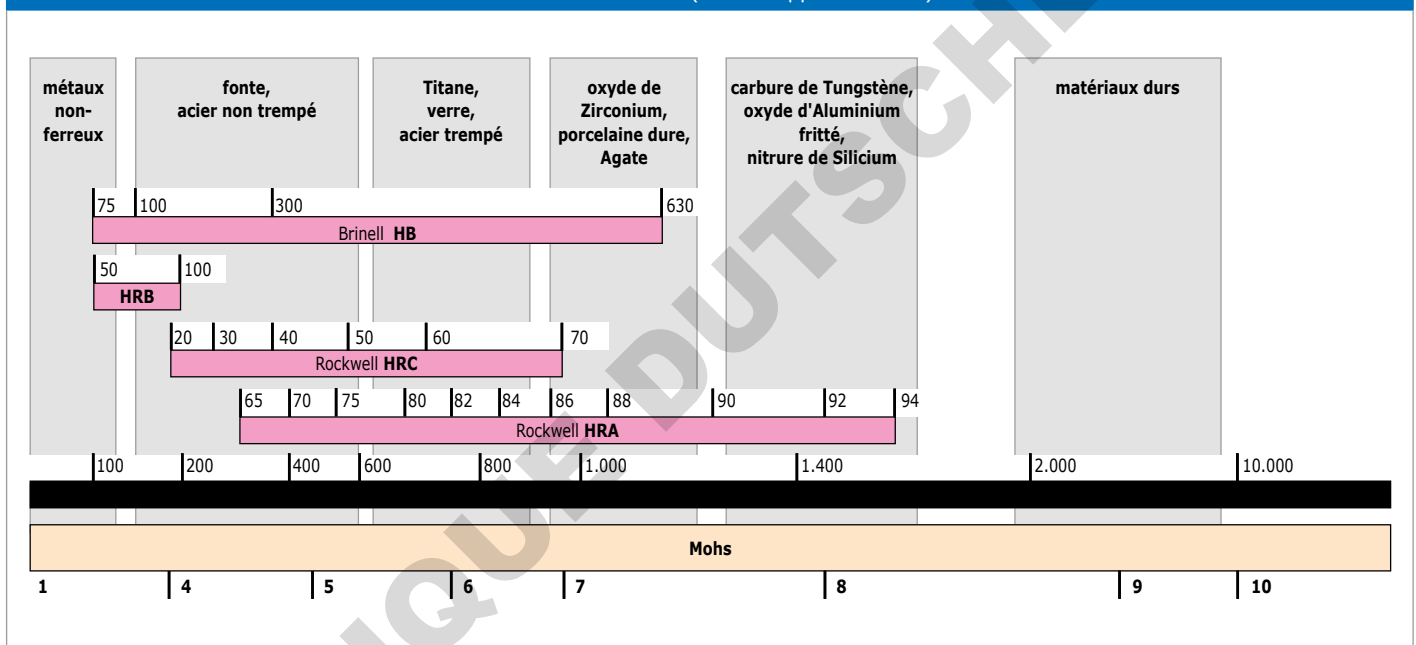 métaux
non-
ferreux
fonte,
acier non trempé
Titane,
verre,
acier trempé
oxyde de
Zirconium,
porcelaine dure,
Agate
carbure de Tungstène,
oxyde d'Aluminium
fritté,
nitrure de Silicium
matériaux durs
75 100 300 630
Brinell HB
50 100
HRB
20 30 40 50 60 70
Rockwell HRC
65 70 75 80 82 84 86 88 90 92 94
Rockwell HRA
100 200 400 600 800 1.000 1.400 2.000 10.000
Mohs
1 4 5 6 7 8 9 10
QUE DUTSCH